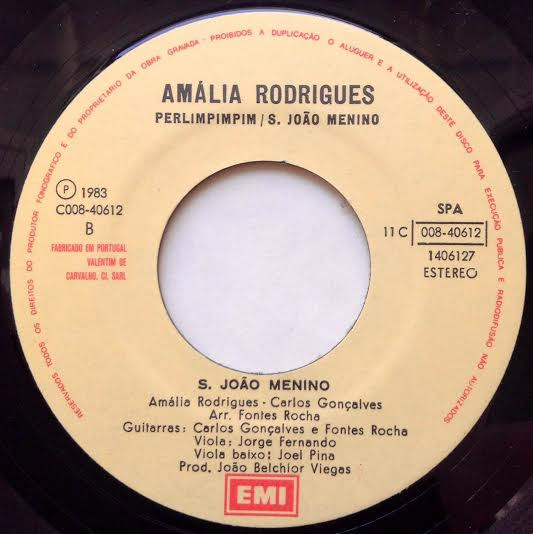 RESERVADOS TODOS OS DIREITOS DO PRODUTOR FONOGRAFICO E DO PROPRIETARIO DA OBRA GRAVADA - PROIBIDOS A DUPLICAÇÃO O ALUGUER E A UTILIZAÇÃO DESTE DISCO PARA EXECUÇÃO PUBLICA E RADIODIFUSÃO NÃO AUTORIZADOS
AMÁLIA RODRIGUES
PERLIMPIMPIM/S. JOÃO MENINO
Ⓟ 1983
C008-40612
B
FABRICADO EM PORTUGAL
VALENTIM DE
CARVALHO, CI. SARL
SPA
11 C 008-40612
1406127
ESTEREO
S. JOÃO MENINO
Amália Rodrigues - Carlos Gonçalves
Arr. Fontes Rocha
Guitarras: Carlos Gonçalves e Fontes Rocha
Viola: Jorge Fernando
Viola baixo: Joel Pina
Prod. João Belchior Viegas
EMI